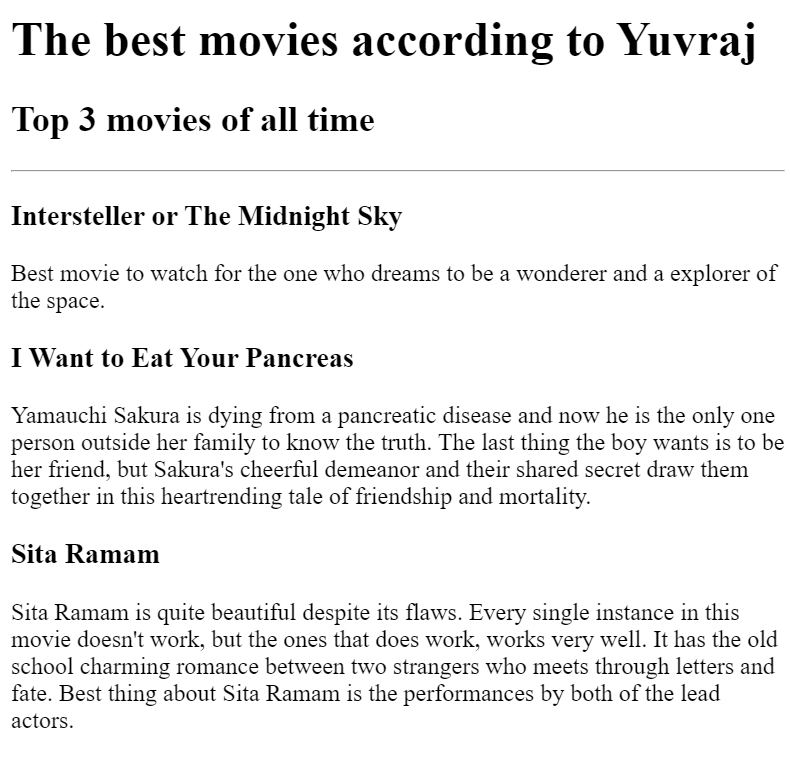 The best movies according to Yuvraj
Top 3 movies of all time
Intersteller or The Midnight Sky
Best movie to watch for the one who dreams to be a wonderer and a explorer of
the space.
I Want to Eat Your Pancreas
Yamauchi Sakura is dying from a pancreatic disease and now he is the only one
person outside her family to know the truth. The last thing the boy wants is to be
her friend, but Sakura's cheerful demeanor and their shared secret draw them
together in this heartrending tale of friendship and mortality.
Sita Ramam
Sita Ramam is quite beautiful despite its flaws. Every single instance in this
movie doesn't work, but the ones that does work, works very well. It has the old
school charming romance between two strangers who meets through letters and
fate. Best thing about Sita Ramam is the performances by both of the lead
actors.